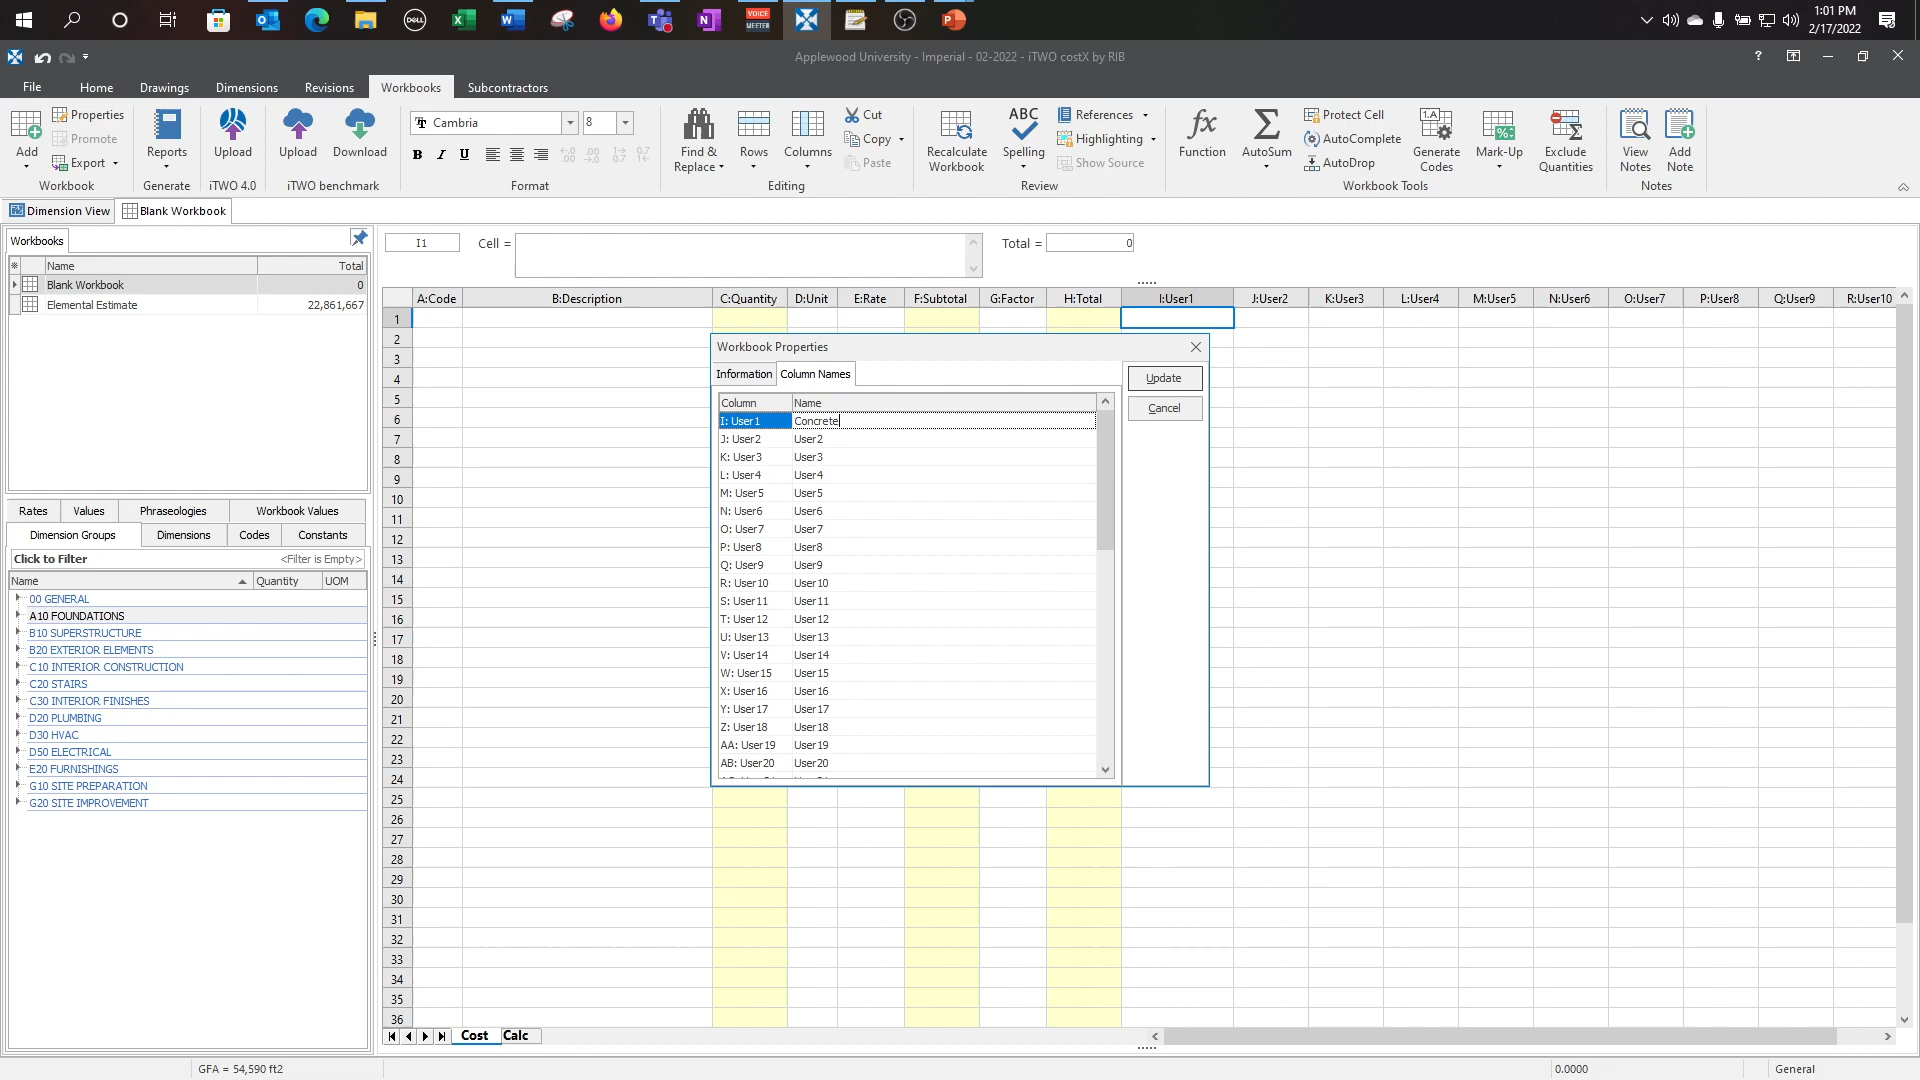 1:01 PM
2/17/2022
Applewood University - Imperial - 02-2022 - iTWO costX by RIB
File Home Drawings Dimensions Revisions Workbooks Subcontractors
Add
Properties
Promote
Export
Workbook
Reports
Generate
Upload
iTWO 4.0
Upload
Download
iTWO benchmark
Cambria
8
B I U
Format
Find & Replace
Rows
Columns
Cut
Copy
Paste
Editing
Recalculate Workbook
ABC
Spelling
References
Highlighting
Show Source
Review
Function
AutoSum
Protect Cell
AutoComplete
AutoDrop
Generate Codes
Mark-Up
Exclude Quantities
Workbook Tools
View Notes
Add Note
Notes
Dimension View
Blank Workbook
Workbooks
Name Total
Blank Workbook 0
Elemental Estimate 22,861,667
I1
Cell =
Total = 0
A:Code B:Description C:Quantity D:Unit E:Rate F:Subtotal G:Factor H:Total I:User1 J:User2 K:User3 L:User4 M:User5 N:User6 O:User7 P:User8 Q:User9 R:User10
1
2
3
4
5
6
7
8
9
10
11
12
13
14
15
16
17
18
19
20
21
22
23
24
25
26
27
28
29
30
31
32
33
34
35
36
Workbook Properties
Information Column Names
Update
Cancel
Column Name
I: User1 Concrete
J: User2 User2
K: User3 User3
L: User4 User4
M: User5 User5
N: User6 User6
O: User7 User7
P: User8 User8
Q: User9 User9
R: User10 User10
S: User11 User11
T: User12 User12
U: User13 User13
V: User14 User14
W: User15 User15
X: User16 User16
Y: User17 User17
Z: User18 User18
AA: User19 User19
AB: User20 User20
Rates Values Phraseologies Workbook Values
Dimension Groups Dimensions Codes Constants
Click to Filter <Filter is Empty>
Name Quantity UOM
00 GENERAL
A10 FOUNDATIONS
B10 SUPERSTRUCTURE
B20 EXTERIOR ELEMENTS
C10 INTERIOR CONSTRUCTION
C20 STAIRS
C30 INTERIOR FINISHES
D20 PLUMBING
D30 HVAC
D50 ELECTRICAL
E20 FURNISHINGS
G10 SITE PREPARATION
G20 SITE IMPROVEMENT
Cost Calc
GFA = 54,590 ft2
0.0000
General